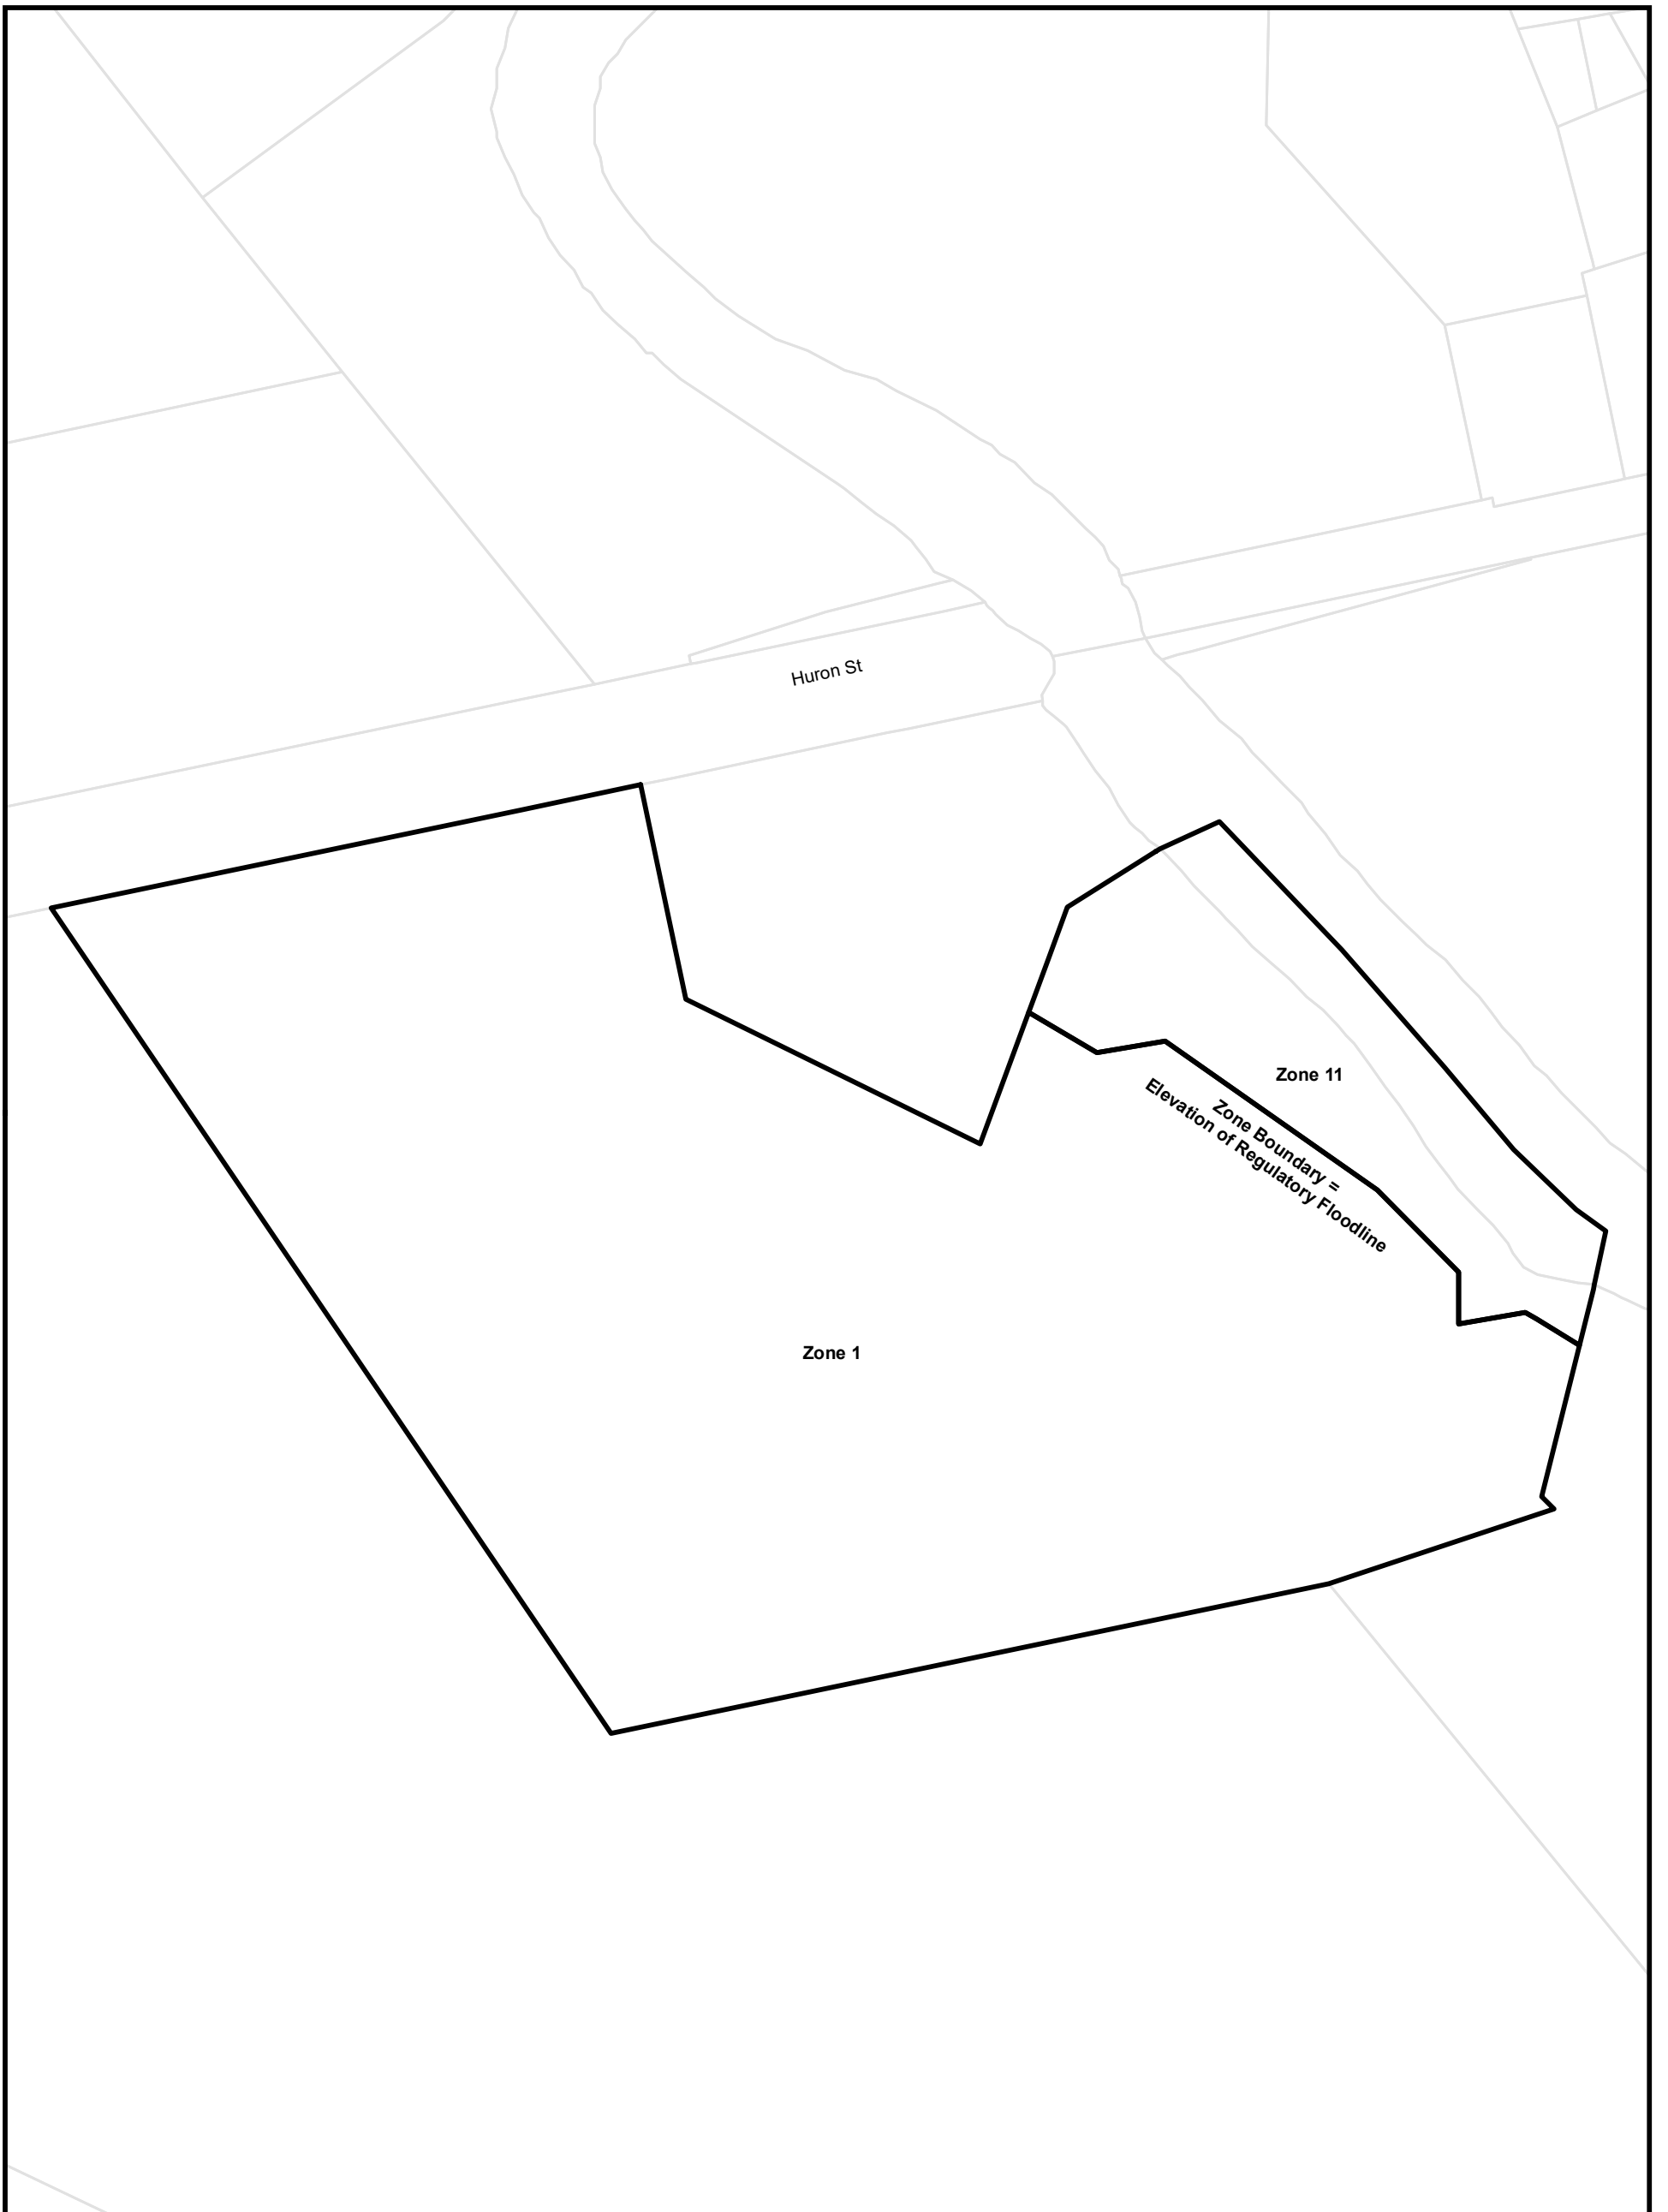 Huron St
Zone 11
Zone Boundary =
Elevation of Regulatory Floodline
Zone 1